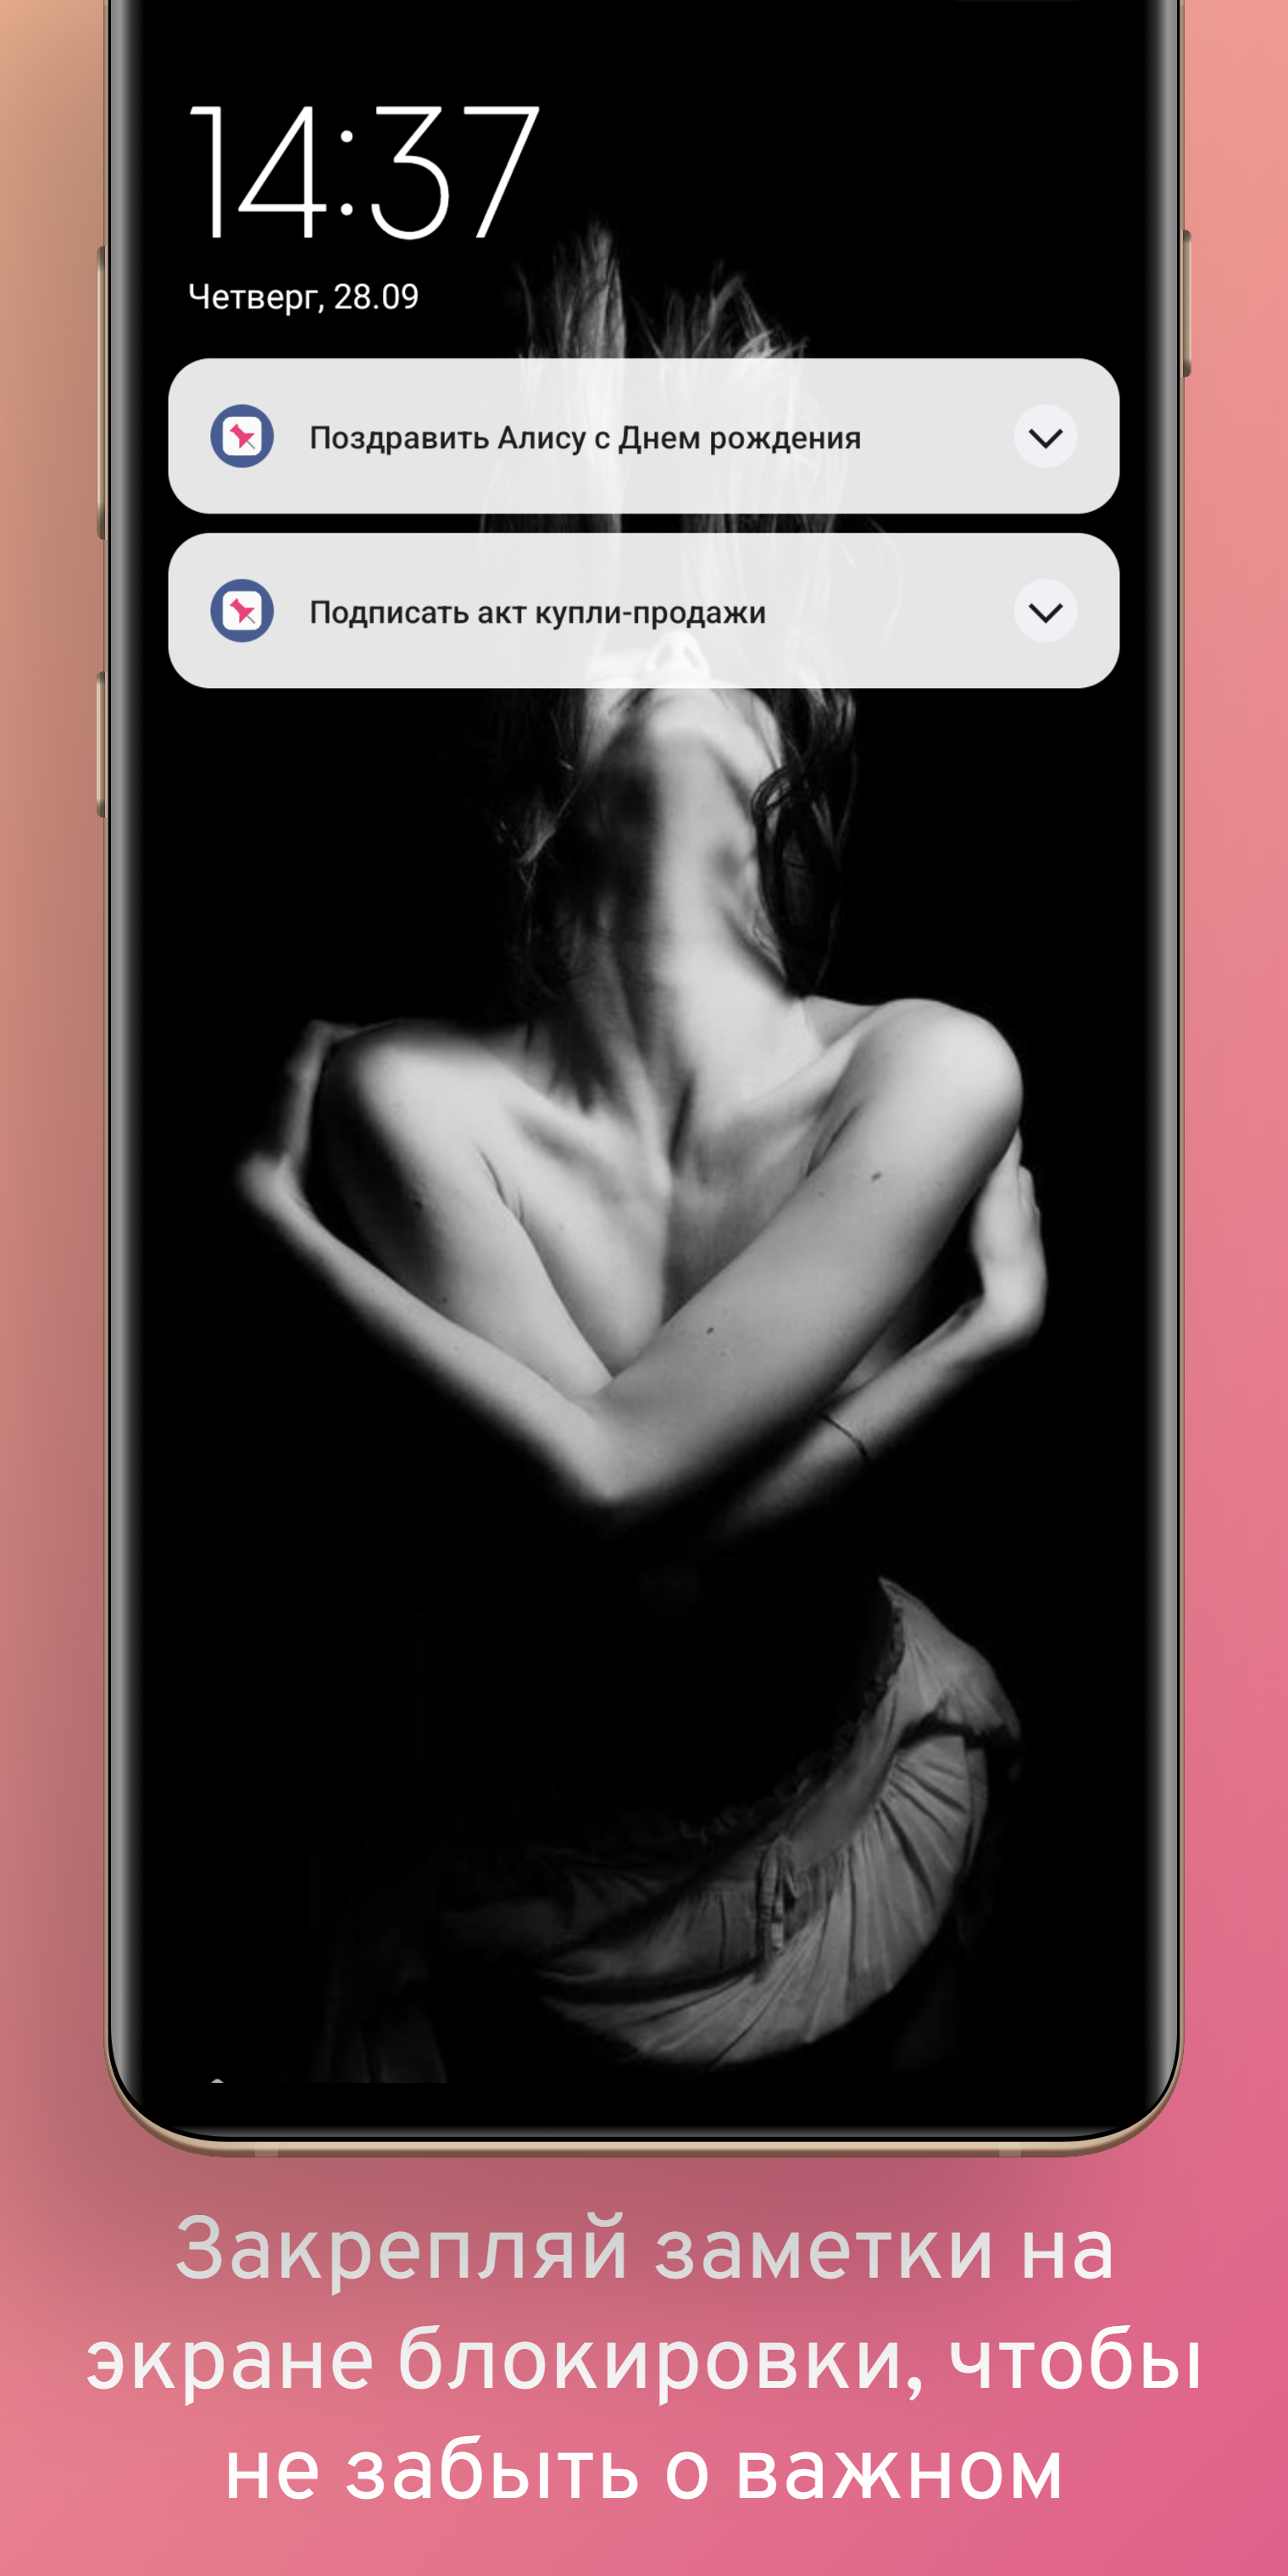 14:37
Четверг, 28.09
Поздравить Алису с Днем рождения
Подписать акт купли-продажи
Закрепляй заметки на
экране блокировки, чтобы
не забыть о важном